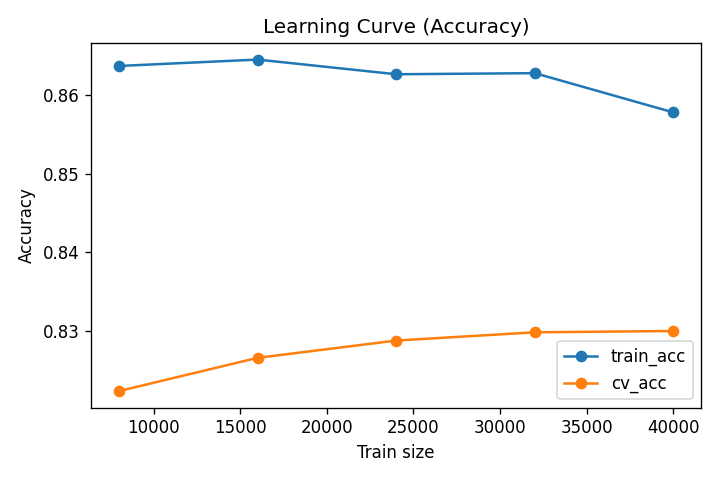 Learning Curve (Accuracy)
Accuracy
0.86
0.85
0.84
0.83
train_acc
cv_acc
10000 15000 20000 25000 30000 35000 40000
Train size